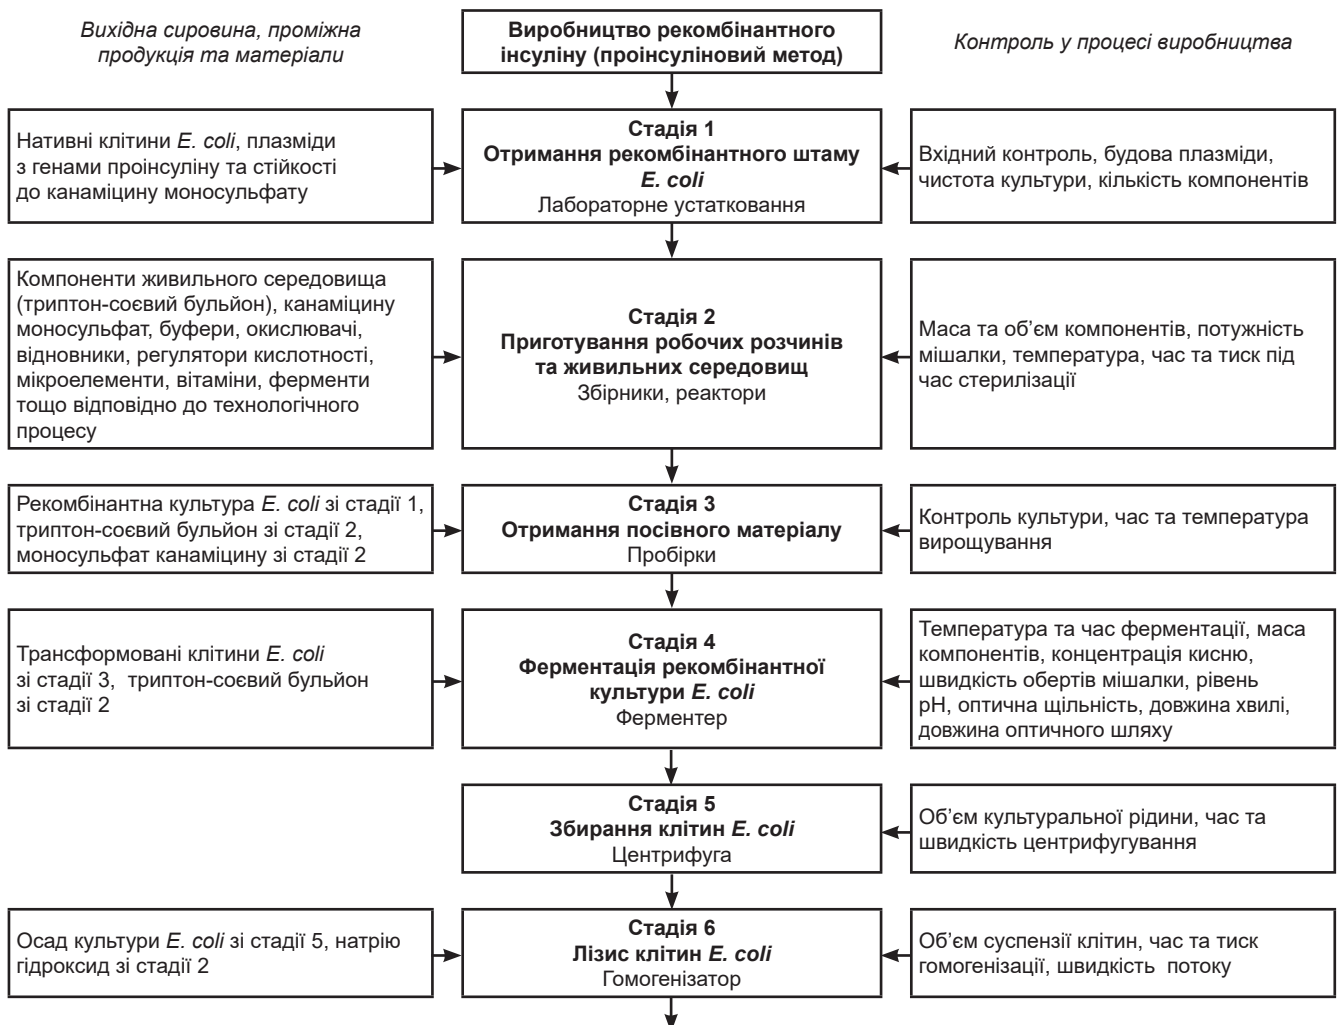 Вихідна сировина, проміжна
продукція та матеріали
Виробництво рекомбінантного
інсуліну (проінсуліновий метод)
Контроль у процесі виробництва
Нативні клітини E. coli, плазміди
з генами проінсуліну та стійкості
до канаміцину моносульфату
Стадія 1
Отримання рекомбінантного штаму
E. coli
Лабораторне устатковання
Вхідний контроль, будова плазміди,
чистота культури, кількість компонентів
Компоненти живильного середовища
(триптон-соєвий бульйон), канаміцину
моносульфат, буфери, окислювачі,
відновники, регулятори кислотності,
мікроелементи, вітаміни, ферменти
тощо відповідно до технологічного
процесу
Стадія 2
Приготування робочих розчинів
та живильних середовищ
Збірники, реактори
Маса та об’єм компонентів, потужність
мішалки, температура, час та тиск під
час стерилізації
Рекомбінантна культура E. coli зі стадії 1,
триптон-соєвий бульйон зі стадії 2,
моносульфат канаміцину зі стадії 2
Стадія 3
Отримання посівного матеріалу
Пробірки
Контроль культури, час та температура
вирощування
Трансформовані клітини E. coli
зі стадії 3, триптон-соєвий бульйон
зі стадії 2
Стадія 4
Ферментація рекомбінантної
культури E. coli
Ферментер
Температура та час ферментації, маса
компонентів, концентрація кисню,
швидкість обертів мішалки, рівень
pH, оптична щільність, довжина хвилі,
довжина оптичного шляху
Стадія 5
Збирання клітин E. coli
Центрифуга
Об’єм культуральної рідини, час та
швидкість центрифугування
Осад культури E. coli зі стадії 5, натрію
гідроксид зі стадії 2
Стадія 6
Лізис клітин E. coli
Гомогенізатор
Об’єм суспензії клітин, час та тиск
гомогенізації, швидкість потоку